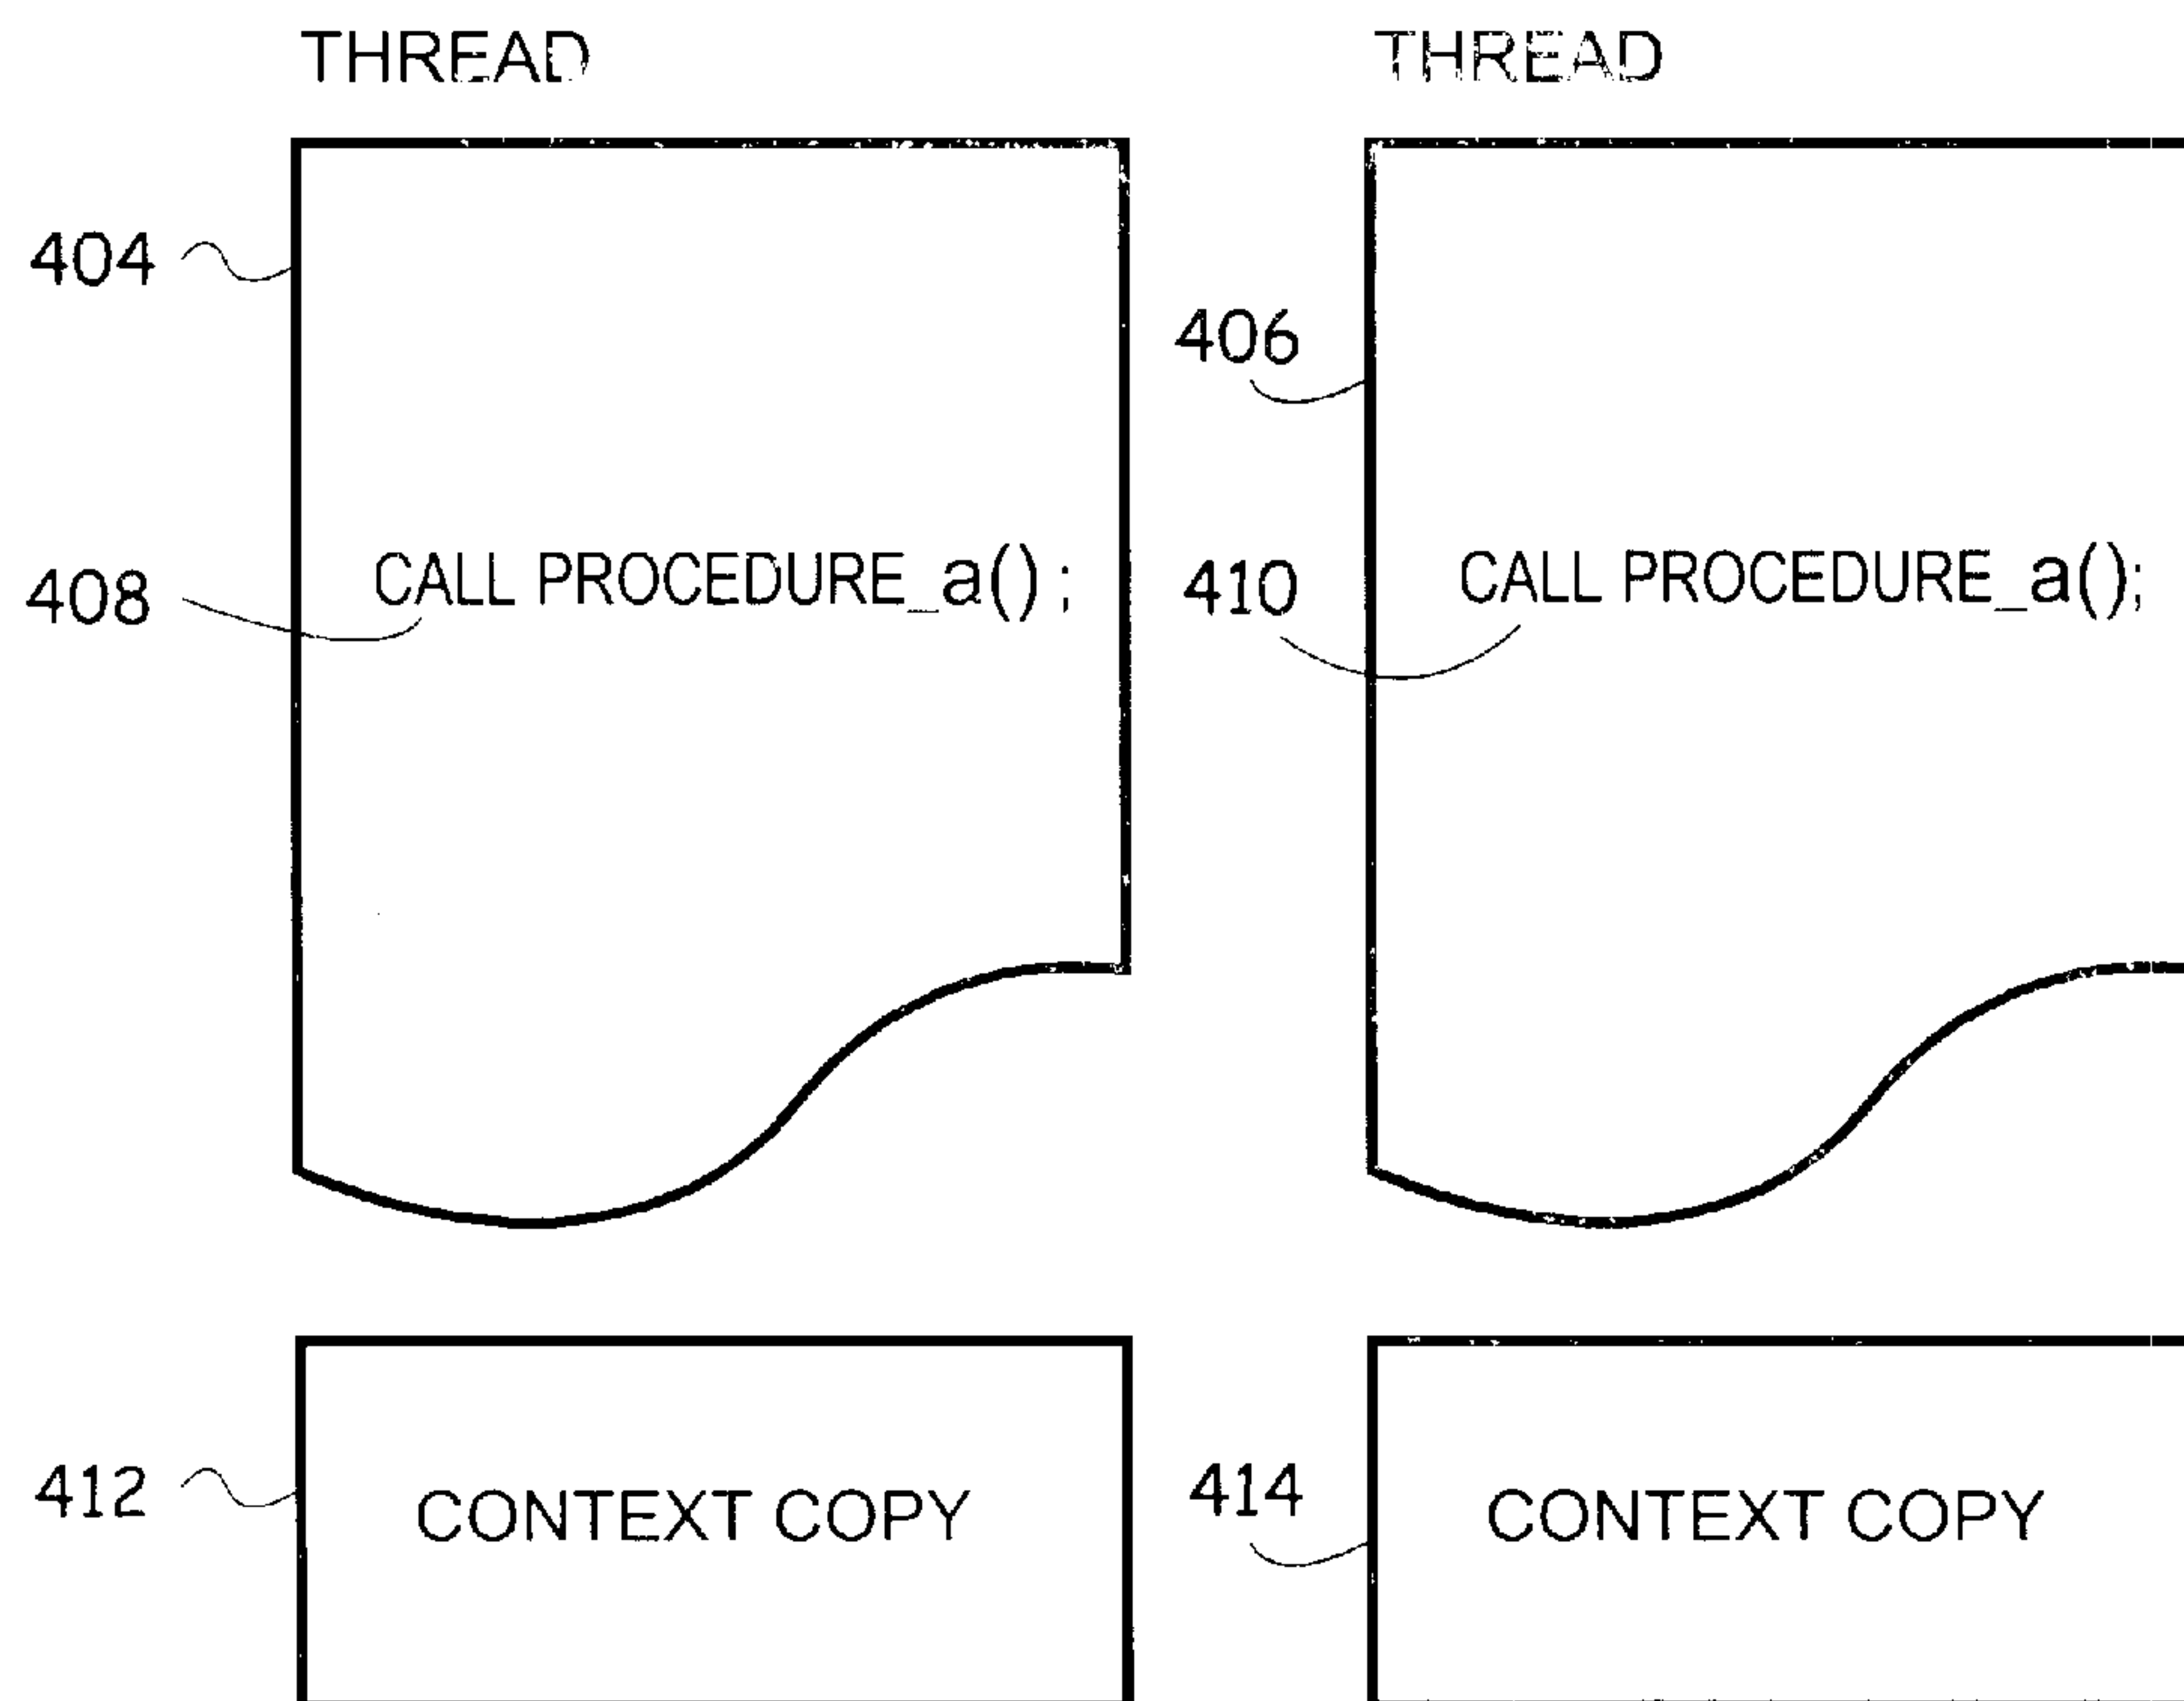 THREAD
THREAD
404
406
408
CALL PROCEDURE_a() ;
410
CALL PROCEDURE_a();
412
CONTEXT COPY
414
CONTEXT COPY